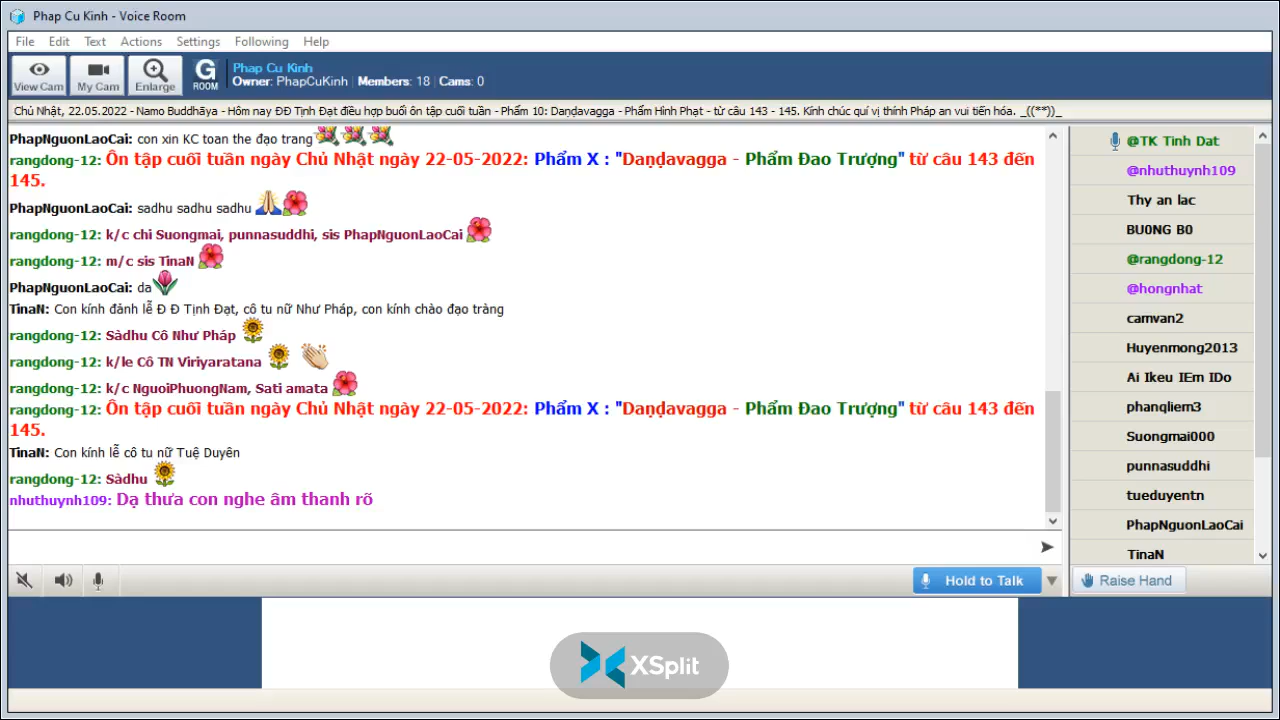 Phap Cu Kinh - Voice Room
File Edit Text Actions Settings Following Help
View Cam My Cam Enlarge G ROOM
Phap Cu Kinh
Owner: PhapCuKinh | Members: 18 | Cams: 0
Chủ Nhật, 22.05.2022 - Namo Buddhāya - Hôm nay ĐĐ Tịnh Đạt điều hợp buổi ôn tập cuối tuần - Phẩm 10: Daṇḍavagga - Phẩm Hình Phạt - từ câu 143 - 145. Kính chúc quí vị thính Pháp an vui tiến hóa. _((**))_
PhapNguonLaoCai: con xin KC toan the đạo trang
rangdong-12: Ôn tập cuối tuần ngày Chủ Nhật ngày 22-05-2022: Phẩm X : "Daṇḍavagga - Phẩm Đao Trượng" từ câu 143 đến
145.
PhapNguonLaoCai: sadhu sadhu sadhu
rangdong-12: k/c chi Suongmai, punnasuddhi, sis PhapNguonLaoCai
rangdong-12: m/c sis TinaN
PhapNguonLaoCai: da
TinaN: Con kính đảnh lễ Đ Đ Tịnh Đạt, cô tu nữ Như Pháp, con kính chào đạo tràng
rangdong-12: Sàdhu Cô Như Pháp
rangdong-12: k/le Cô TN Viriyaratana
rangdong-12: k/c NguoiPhuongNam, Sati amata
rangdong-12: Ôn tập cuối tuần ngày Chủ Nhật ngày 22-05-2022: Phẩm X : "Daṇḍavagga - Phẩm Đao Trượng" từ câu 143 đến
145.
TinaN: Con kính lễ cô tu nữ Tuệ Duyên
rangdong-12: Sàdhu
nhuthuynh109: Dạ thưa con nghe âm thanh rõ
@TK Tinh Dat
@nhuthuynh109
Thy an lac
BU0NG B0
@rangdong-12
@hongnhat
camvan2
Huyenmong2013
Ai Ikeu IEm IDo
phanqliem3
Suongmai000
punnasuddhi
tueduyentn
PhapNguonLaoCai
TinaN
Hold to Talk
Raise Hand
XSplit